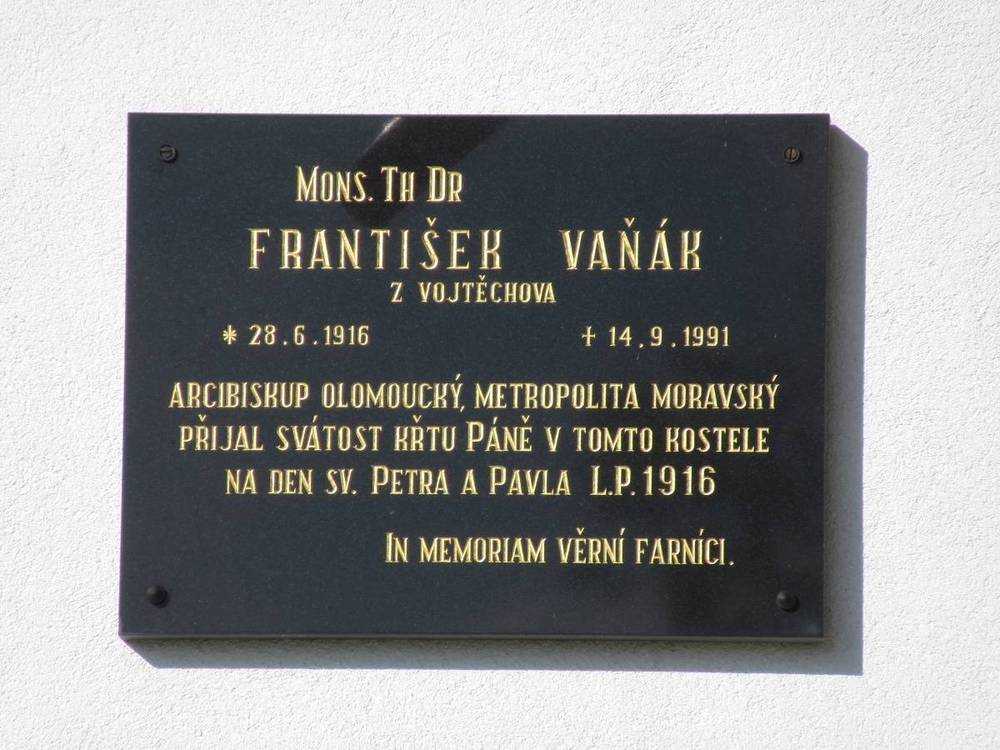 Mons. Th Dr
FRANTIŠEK VAŇÁK
Z VOJTĚCHOVA
* 28.6.1916 † 14.9.1991
ARCIBISKUP OLOMOUCKÝ, METROPOLITA MORAVSKÝ
PŘIJAL SVÁTOST KŘTU PÁNĚ V TOMTO KOSTELE
NA DEN SV. PETRA A PAVLA L.P. 1916
IN MEMORIAM VĚRNÍ FARNÍCI.